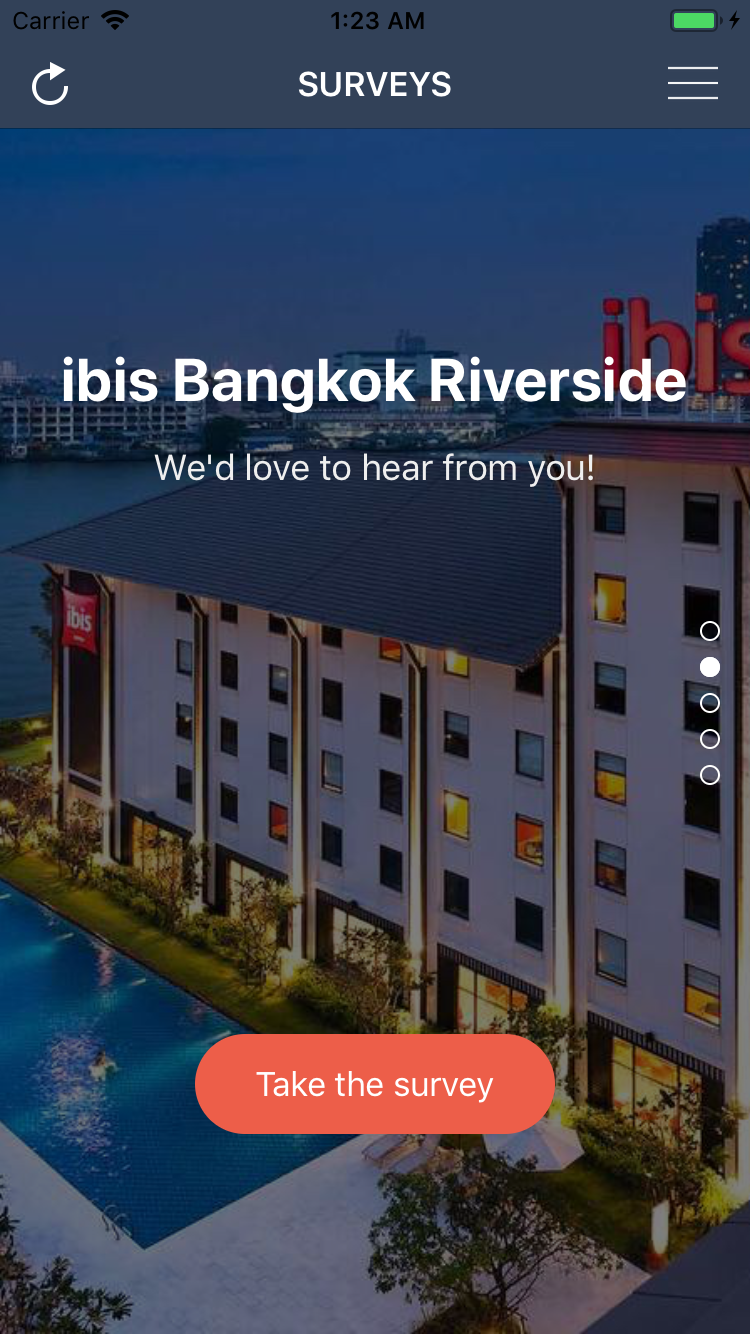 Carrier 1:23 AM
SURVEYS
ibis
ibis Bangkok Riverside
We'd love to hear from you!
ibis
Take the survey